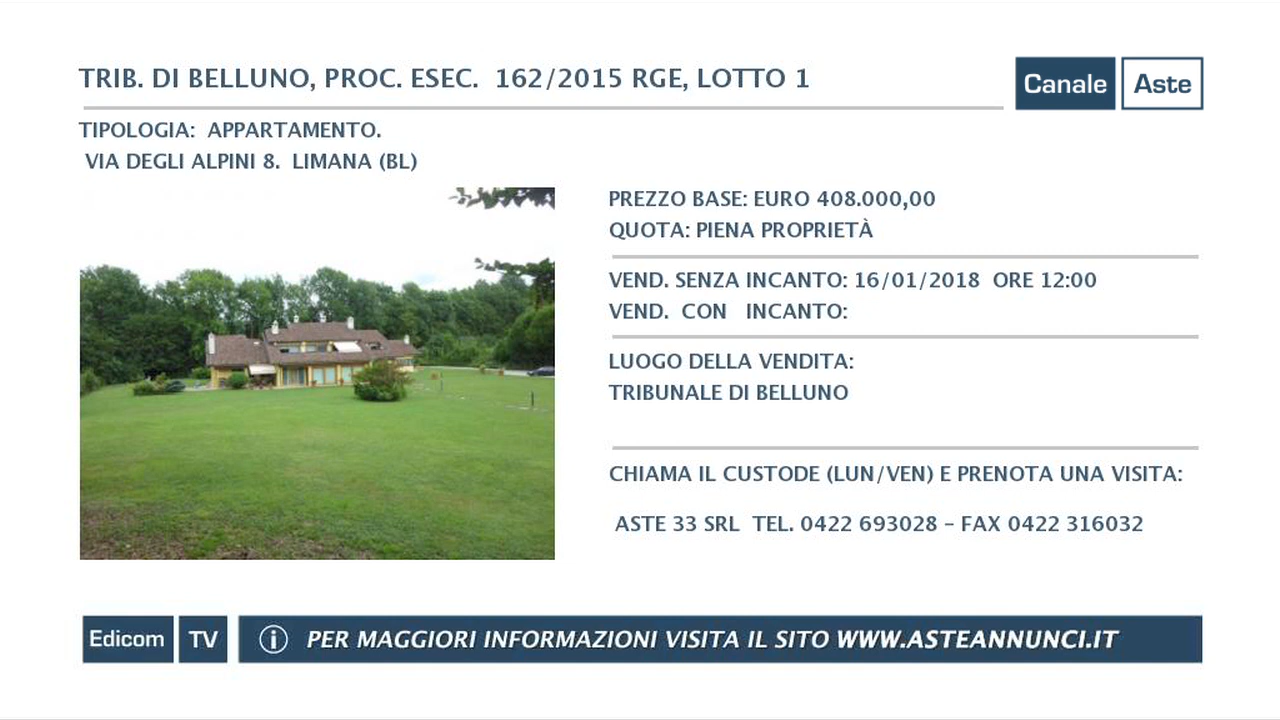 TRIB. DI BELLUNO, PROC. ESEC. 162/2015 RGE, LOTTO 1
Canale Aste
TIPOLOGIA: APPARTAMENTO.
VIA DEGLI ALPINI 8. LIMANA (BL)
PREZZO BASE: EURO 408.000,00
QUOTA: PIENA PROPRIETÀ
VEND. SENZA INCANTO: 16/01/2018 ORE 12:00
VEND. CON INCANTO:
LUOGO DELLA VENDITA:
TRIBUNALE DI BELLUNO
CHIAMA IL CUSTODE (LUN/VEN) E PRENOTA UNA VISITA:
ASTE 33 SRL TEL. 0422 693028 – FAX 0422 316032
Edicom TV
PER MAGGIORI INFORMAZIONI VISITA IL SITO WWW.ASTEANNUNCI.IT